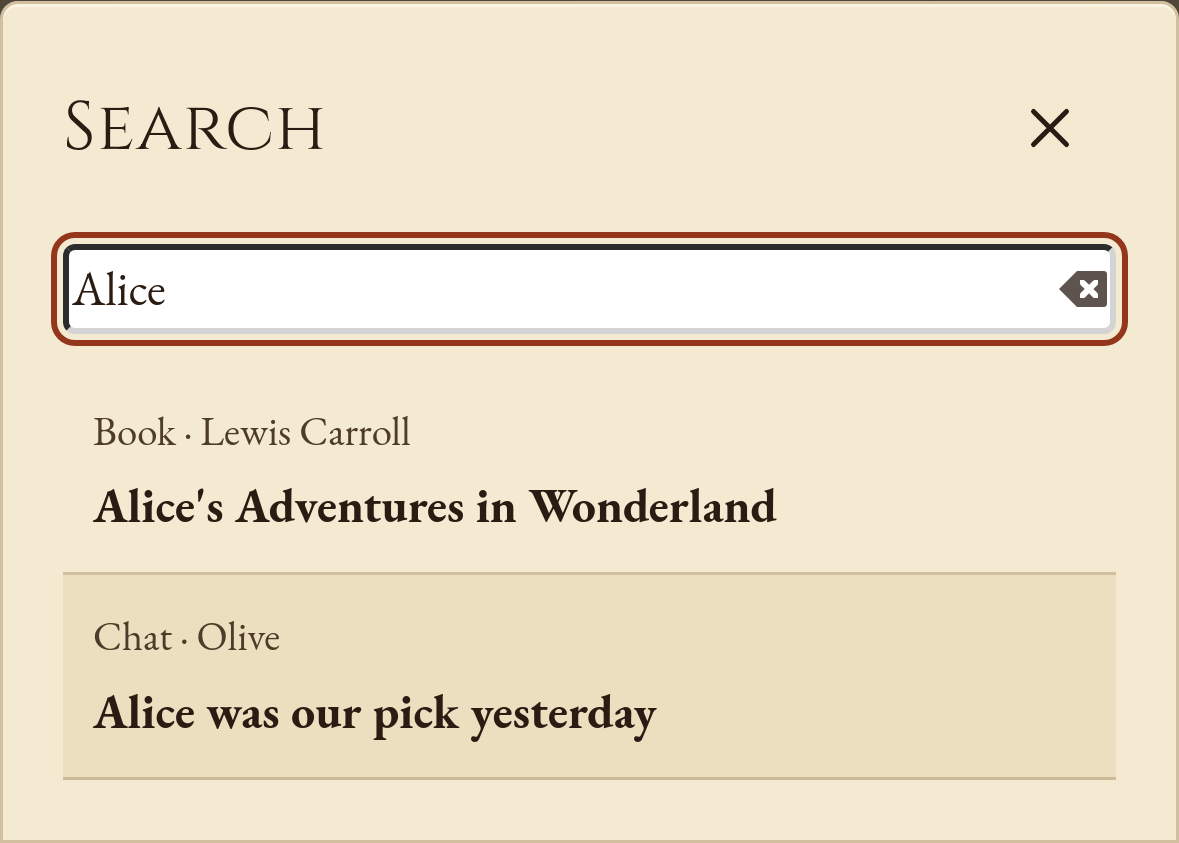 Search
Alice
Book · Lewis Carroll
Alice's Adventures in Wonderland
Chat · Olive
Alice was our pick yesterday